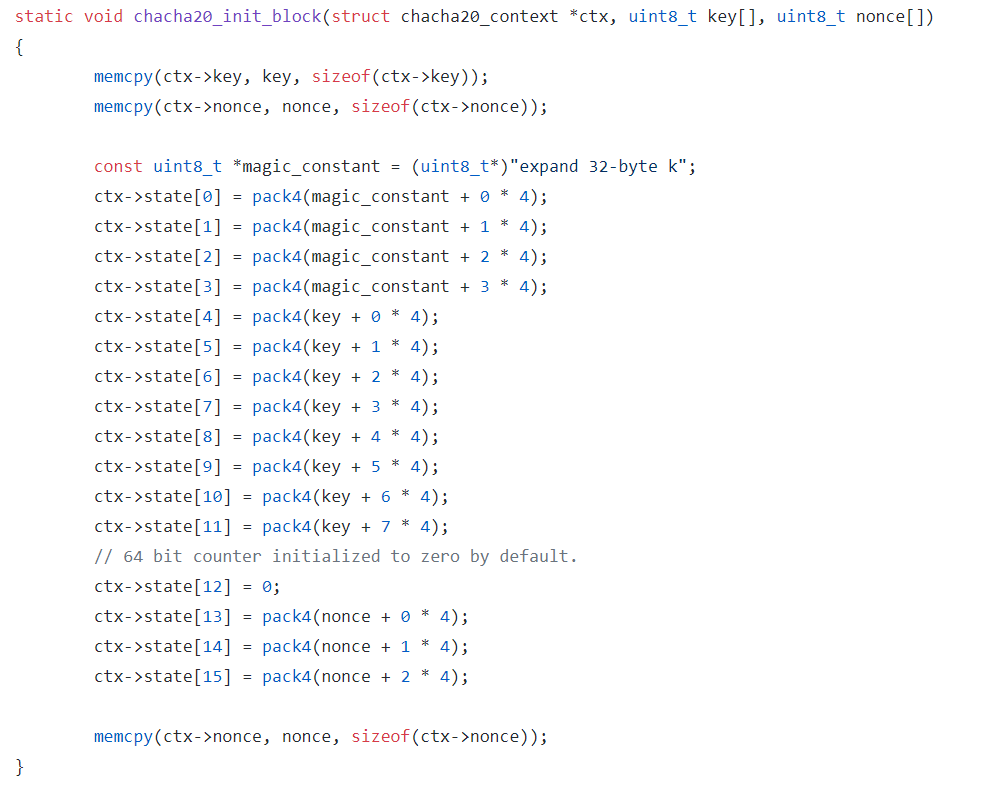 static void chacha20_init_block(struct chacha20_context *ctx, uint8_t key[], uint8_t nonce[])
{
        memcpy(ctx->key, key, sizeof(ctx->key));
        memcpy(ctx->nonce, nonce, sizeof(ctx->nonce));

        const uint8_t *magic_constant = (uint8_t*)"expand 32-byte k";
        ctx->state[0] = pack4(magic_constant + 0 * 4);
        ctx->state[1] = pack4(magic_constant + 1 * 4);
        ctx->state[2] = pack4(magic_constant + 2 * 4);
        ctx->state[3] = pack4(magic_constant + 3 * 4);
        ctx->state[4] = pack4(key + 0 * 4);
        ctx->state[5] = pack4(key + 1 * 4);
        ctx->state[6] = pack4(key + 2 * 4);
        ctx->state[7] = pack4(key + 3 * 4);
        ctx->state[8] = pack4(key + 4 * 4);
        ctx->state[9] = pack4(key + 5 * 4);
        ctx->state[10] = pack4(key + 6 * 4);
        ctx->state[11] = pack4(key + 7 * 4);
        // 64 bit counter initialized to zero by default.
        ctx->state[12] = 0;
        ctx->state[13] = pack4(nonce + 0 * 4);
        ctx->state[14] = pack4(nonce + 1 * 4);
        ctx->state[15] = pack4(nonce + 2 * 4);

        memcpy(ctx->nonce, nonce, sizeof(ctx->nonce));
}